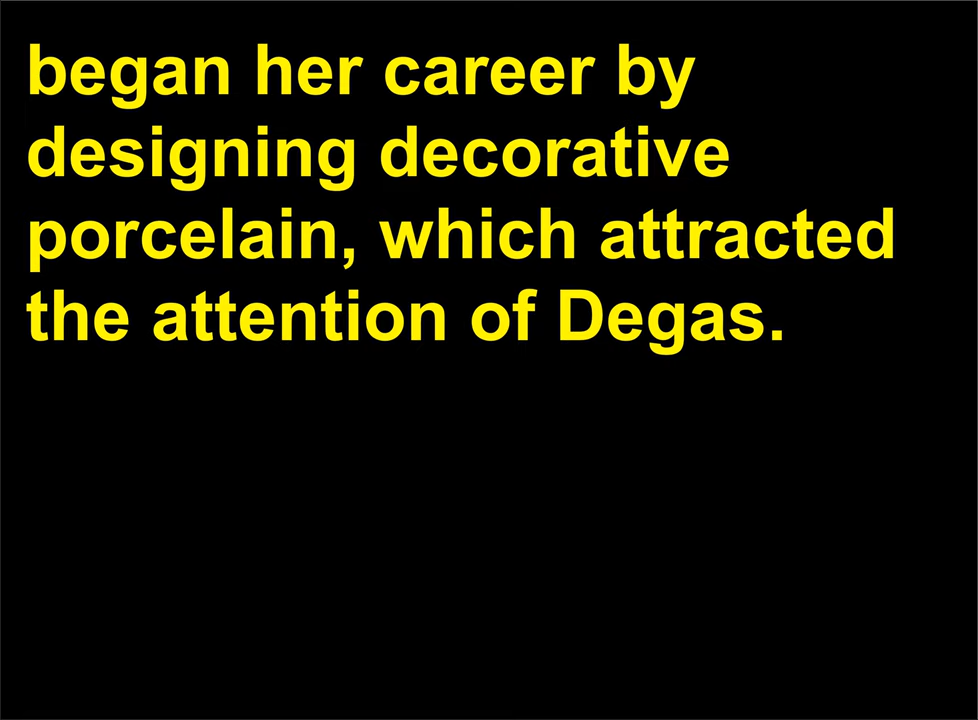 began her career by
designing decorative
porcelain, which attracted
the attention of Degas.